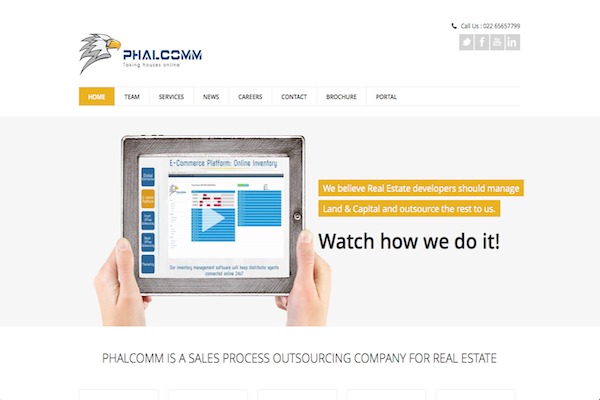 Call Us : 022 65657799
PHALCOMM
Taking houses online
HOME TEAM SERVICES NEWS CAREERS CONTACT BROCHURE PORTAL
E-Commerce Platform: Online Inventory
Our inventory management software will keep distributor agents
connected online 24x7
We believe Real Estate developers should manage
Land & Capital and outsource the rest to us.
Watch how we do it!
PHALCOMM IS A SALES PROCESS OUTSOURCING COMPANY FOR REAL ESTATE